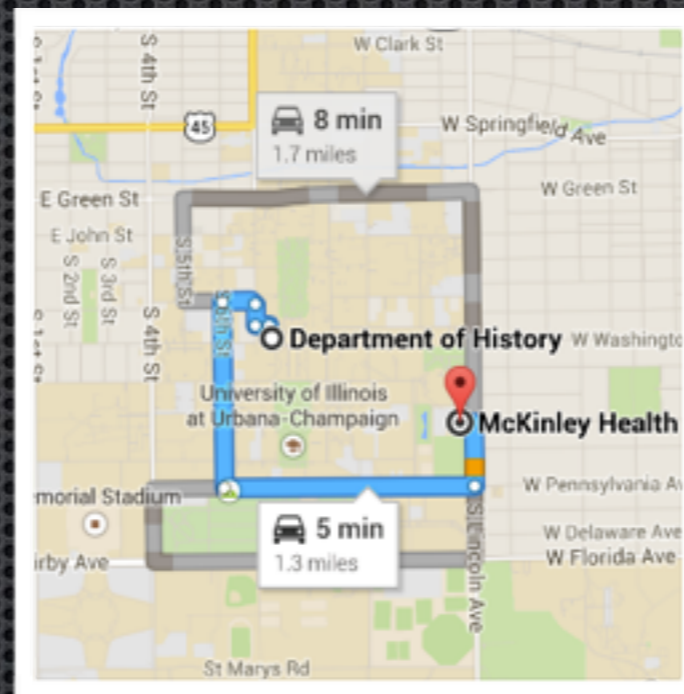 W Clark St
S 4th St
45
8 min
1.7 miles
W Springfield Ave
E Green St
W Green St
E John St
S 5th St
S 2nd St
S 3rd St
S 6th St
S 4th St
Department of History
W Washingto
University of Illinois
at Urbana-Champaign
McKinley Health
morial Stadium
W Pennsylvania Av
5 min
1.3 miles
S Lincoln Ave
W Delaware Ave
irby Ave
W Florida Ave
St Marys Rd